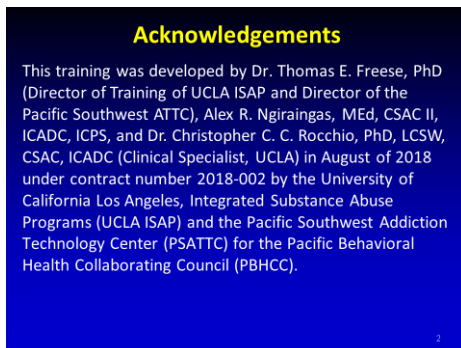 Acknowledgements
This training was developed by Dr. Thomas E. Freese, PhD
(Director of Training of UCLA ISAP and Director of the
Pacific Southwest ATTC), Alex R. Ngiraingas, MEd, CSAC II,
ICADC, ICPS, and Dr. Christopher C. C. Rocchio, PhD, LCSW,
CSAC, ICADC (Clinical Specialist, UCLA) in August of 2018
under contract number 2018-002 by the University of
California Los Angeles, Integrated Substance Abuse
Programs (UCLA ISAP) and the Pacific Southwest Addiction
Technology Center (PSATTC) for the Pacific Behavioral
Health Collaborating Council (PBHCC).
2